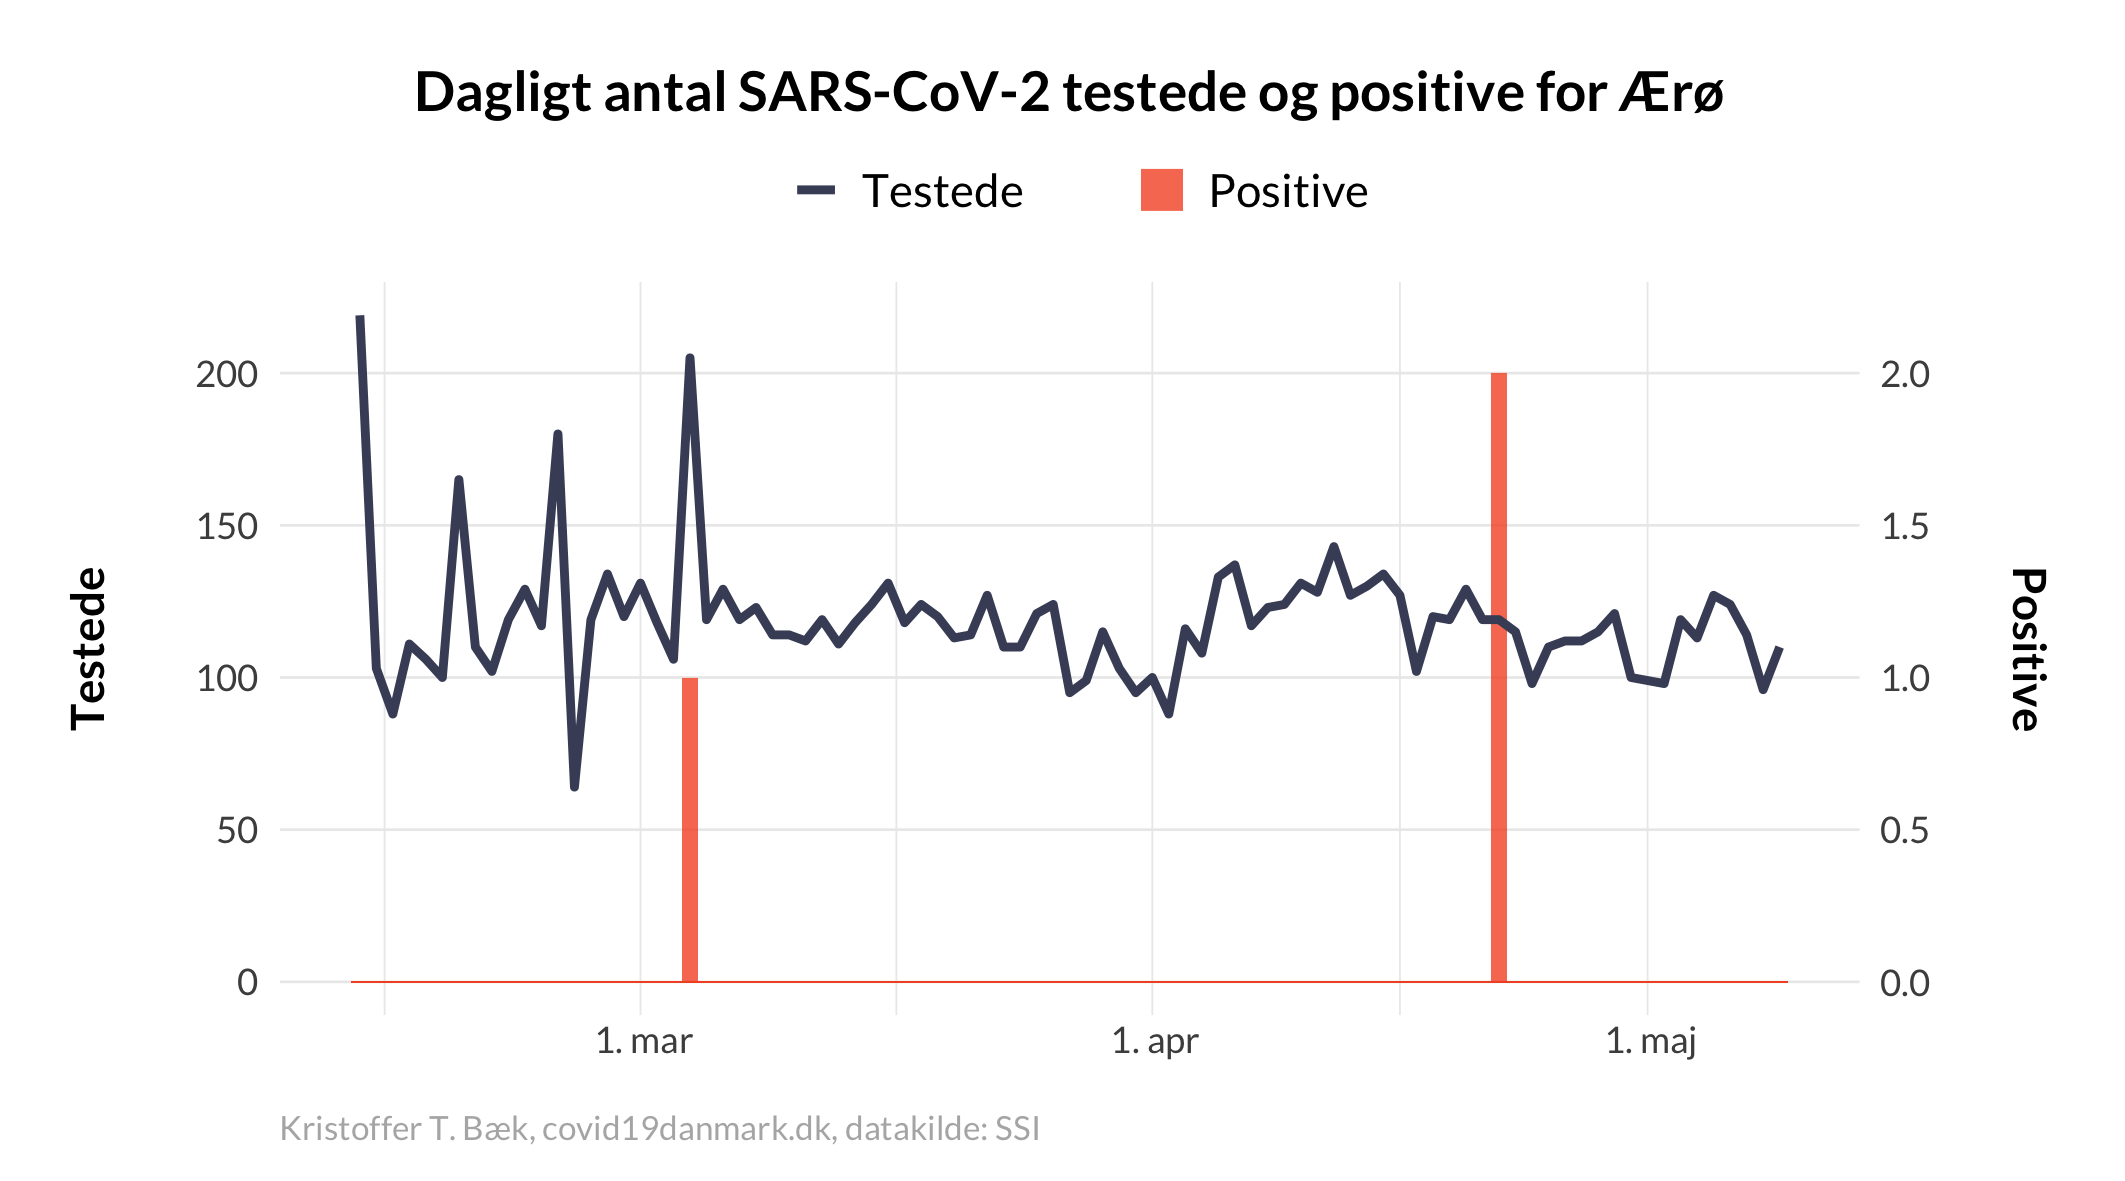 Dagligt antal SARS-CoV-2 testede og positive for Ærø
Testede Positive
Testede
200
150
100
50
0
2.0
1.5
1.0
0.5
0.0
Positive
1. mar 1. apr 1. maj
Kristoffer T. Bæk, covid19danmark.dk, datakilde: SSI